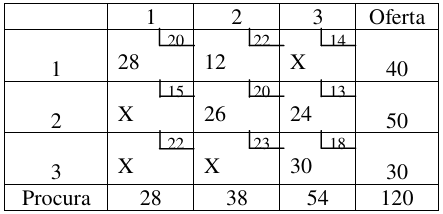 1 2 3 Oferta
20 22 14
1 28 12 X 40
15 20 13
2 X 26 24 50
22 23 18
3 X X 30 30
Procura 28 38 54 120